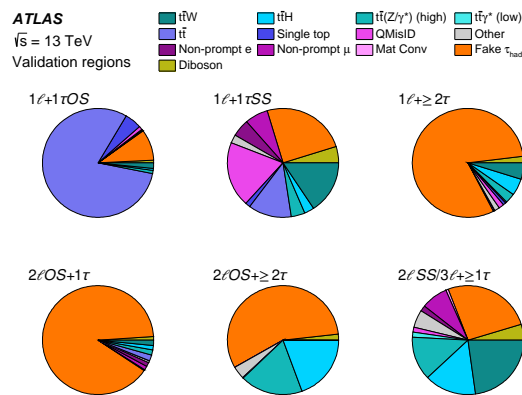 ATLAS
√s = 13 TeV
Validation regions
tt̄W tt̄H tt̄(Z/γ*) (high) tt̄γ* (low)
tt̄ Single top QMisID Other
Non-prompt e Non-prompt μ Mat Conv Fake τhad
Diboson
1ℓ+1τOS 1ℓ+1τSS 1ℓ+≥2τ
2ℓOS+1τ 2ℓOS+≥2τ 2ℓSS/3ℓ+≥1τ